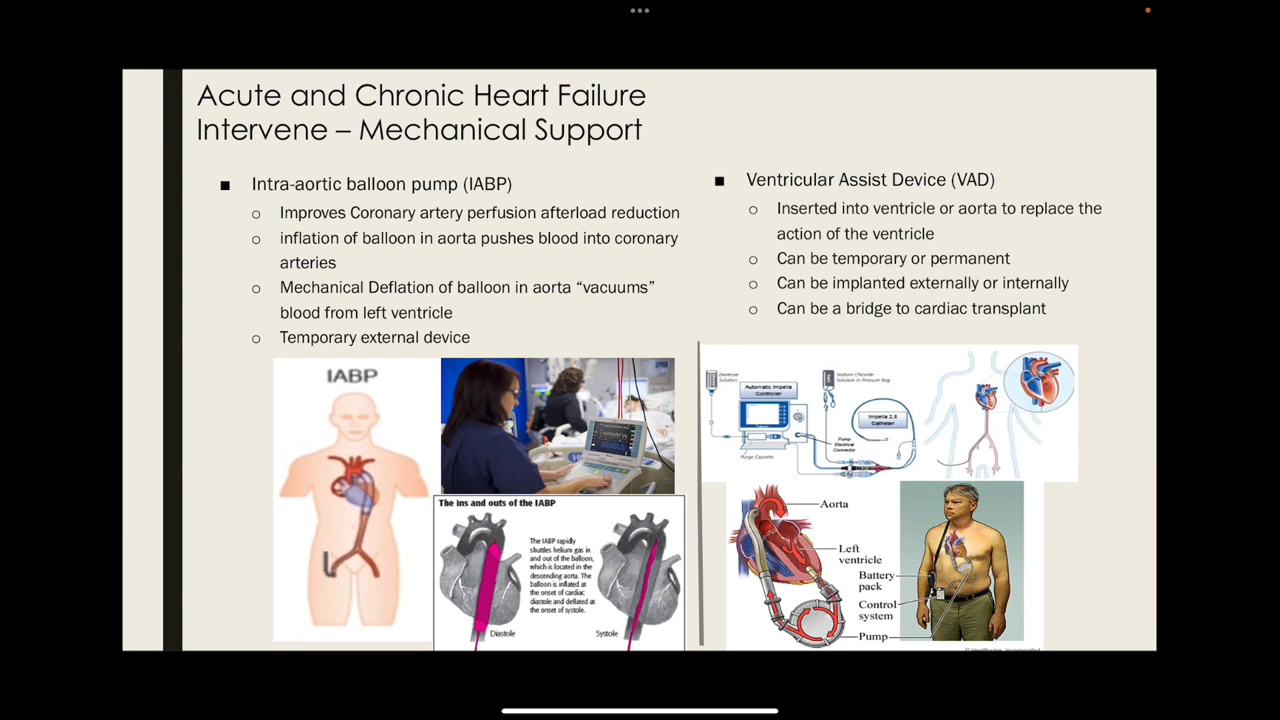 Acute and Chronic Heart Failure
Intervene – Mechanical Support
■ Intra-aortic balloon pump (IABP)
o Improves Coronary artery perfusion afterload reduction
o inflation of balloon in aorta pushes blood into coronary
arteries
o Mechanical Deflation of balloon in aorta “vacuums”
blood from left ventricle
o Temporary external device
■ Ventricular Assist Device (VAD)
o Inserted into ventricle or aorta to replace the
action of the ventricle
o Can be temporary or permanent
o Can be implanted externally or internally
o Can be a bridge to cardiac transplant
IABP
The ins and outs of the IABP
The IABP rapidly
shuttles helium gas in
and out of the balloon,
which is located in the
descending aorta. The
balloon is inflated at
the onset of cardiac
diastole and deflated at
the onset of systole.
Diastole
Systole
Dextrose
Solution
Automatic Impella
Controller
Sodium Chloride
Solution in Pressure Bag
Impella 2.5
Catheter
Pump
Electrical
Connector
Purge Cassette
Aorta
Left
ventricle
Battery
pack
Control
system
Pump
© Healthwise, Incorporated